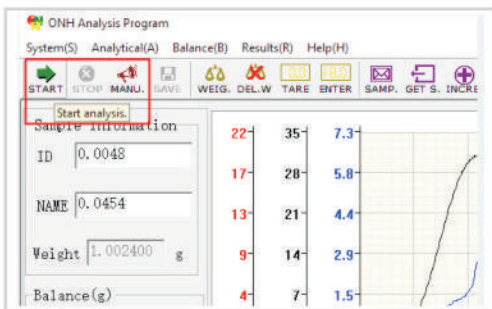 ONH Analysis Program
System(S) Analytical(A) Balance(B) Results(R) Help(H)
START STOP MANU. SAVE WEIG. DEL.W TARE ENTER SAMP. GET S. INCRE
Start analysis.
Sample Information
ID 0.0048
NAME 0.0454
Weight 1.002400 g
Balance(g)
22 35 7.3
17 28 5.8
13 21 4.4
9 14 2.9
4 7 1.5